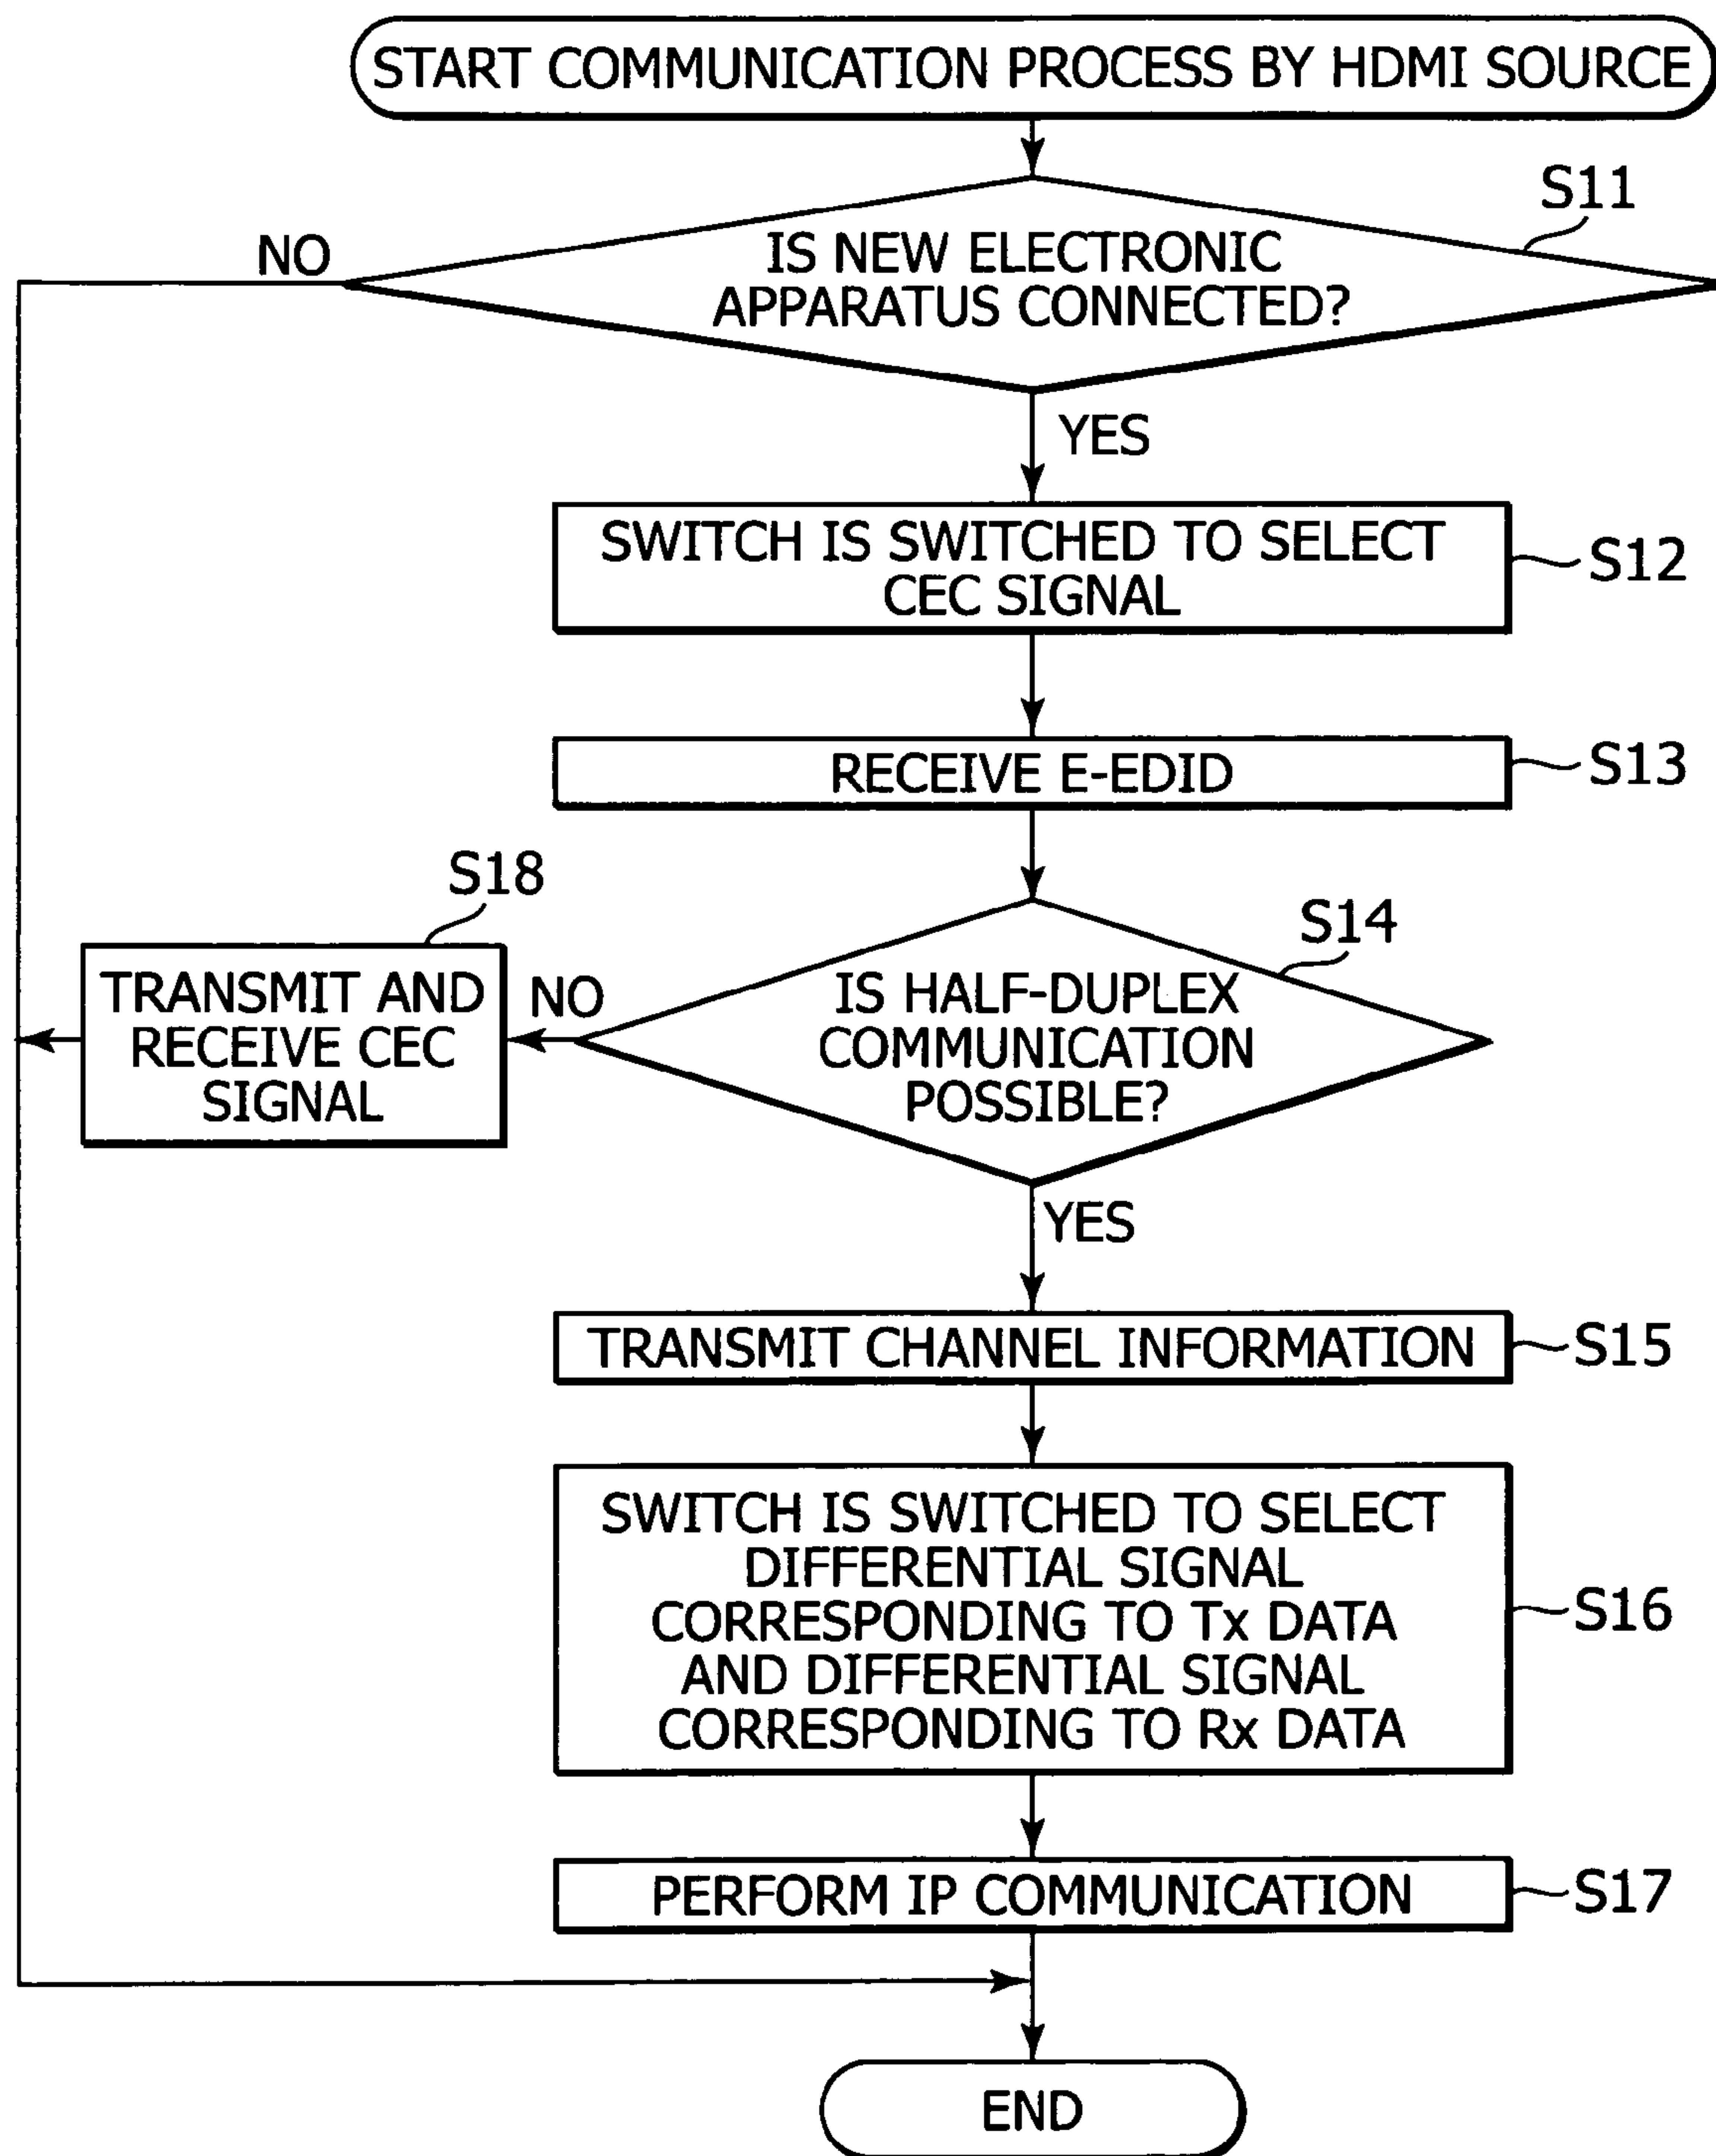 START COMMUNICATION PROCESS BY HDMI SOURCE
S11
NO
IS NEW ELECTRONIC
APPARATUS CONNECTED?
YES
SWITCH IS SWITCHED TO SELECT
CEC SIGNAL
S12
RECEIVE E-EDID
S13
S18
S14
TRANSMIT AND
RECEIVE CEC
SIGNAL
NO
IS HALF-DUPLEX
COMMUNICATION
POSSIBLE?
YES
TRANSMIT CHANNEL INFORMATION
S15
SWITCH IS SWITCHED TO SELECT
DIFFERENTIAL SIGNAL
CORRESPONDING TO Tx DATA
AND DIFFERENTIAL SIGNAL
CORRESPONDING TO Rx DATA
S16
PERFORM IP COMMUNICATION
S17
END